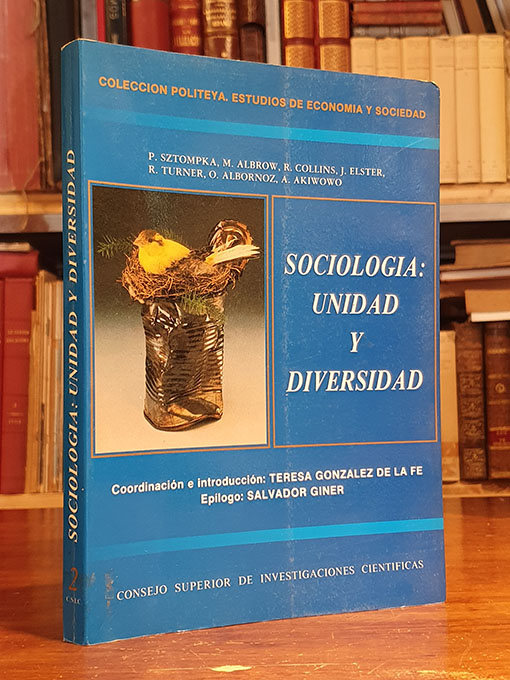 COLECCION POLITEYA. ESTUDIOS DE ECONOMIA Y SOCIEDAD
P. SZTOMPKA, M. ALBROW, R. COLLINS, J. ELSTER,
R. TURNER, O. ALBORNOZ, A. AKIWOWO
SOCIOLOGIA:
UNIDAD
Y
DIVERSIDAD
Coordinación e introducción: TERESA GONZALEZ DE LA FE
Epílogo: SALVADOR GINER
CONSEJO SUPERIOR DE INVESTIGACIONES CIENTIFICAS
SOCIOLOGIA: UNIDAD Y DIVERSIDAD
2
C.S.I.C.